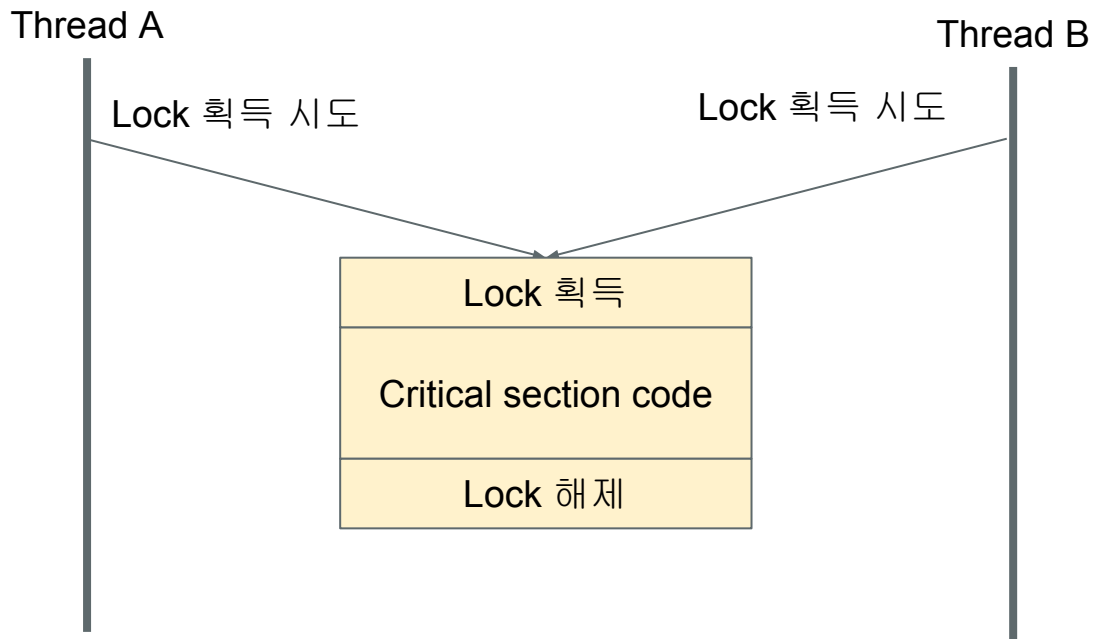 Thread A
Thread B
Lock 획득 시도
Lock 획득 시도
Lock 획득
Critical section code
Lock 해제